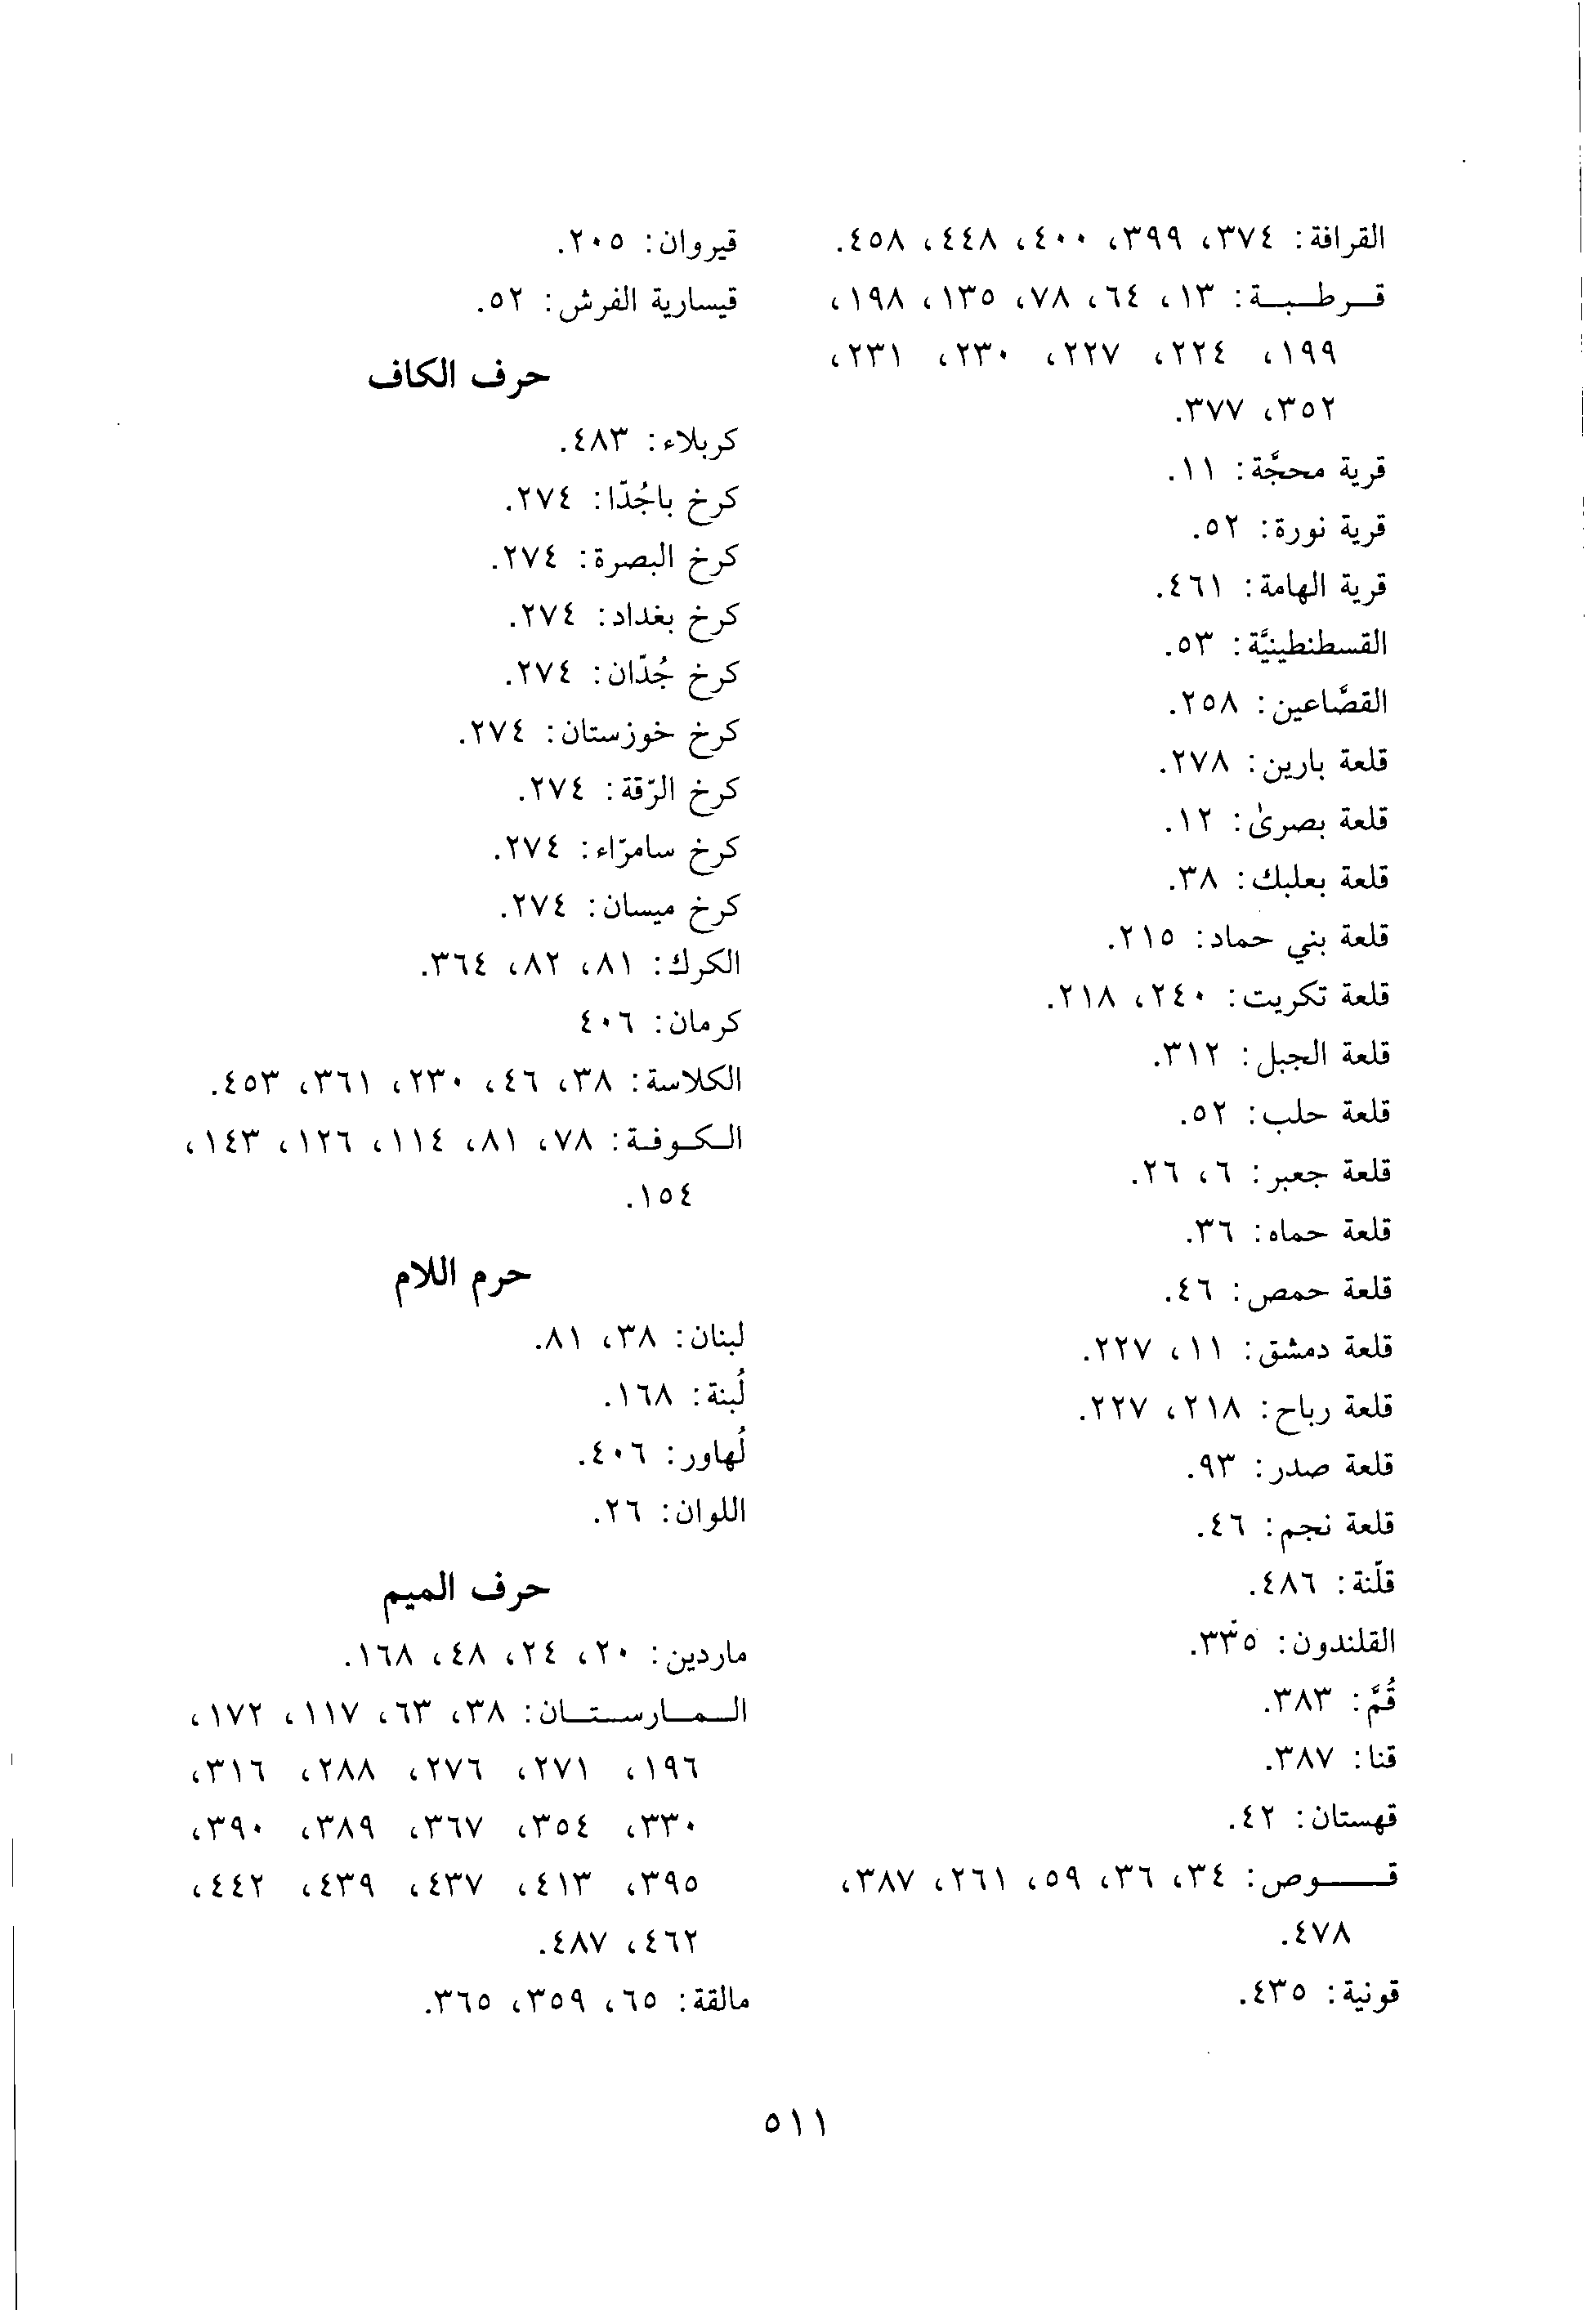 القرافة: ٣٧٤، ٣٩٩، ٤٠٠، ٤٤٨، ٤٥٨.
قرطبة: ١٣، ٦٤، ٧٨، ١٣٥، ١٩٨،
١٩٩، ٢٢٤، ٢٢٧، ٢٣٠، ٢٣١،
٣٥٢، ٣٧٧.
قرية محجَّة: ١١.
قرية نورة: ٥٢.
قرية الهامة: ٤٦١.
القسطنطينيَّة: ٥٣.
القصَّاعين: ٢٥٨.
قلعة بارين: ٢٧٨.
قلعة بصرىٰ: ١٢.
قلعة بعلبك: ٣٨.
قلعة بني حماد: ٢١٥.
قلعة تكريت: ٢٤٠، ٢١٨.
قلعة الجبل: ٣١٢.
قلعة حلب: ٥٢.
قلعة جعبر: ٦، ٢٦.
قلعة حماه: ٣٦.
قلعة حمص: ٤٦.
قلعة دمشق: ١١، ٢٢٧.
قلعة رباح: ٢١٨، ٢٢٧.
قلعة صدر: ٩٣.
قلعة نجم: ٤٦.
قلّنة: ٤٨٦.
القلندون: ٣٣٥.
قُمَّ: ٣٨٣.
قنا: ٣٨٧.
قهستان: ٤٢.
قوص: ٣٤، ٣٦، ٥٩، ٢٦١، ٣٨٧،
٤٧٨.
قونية: ٤٣٥.
قيروان: ٢٠٥.
قيسارية الفرش: ٥٢.
حرف الكاف
كربلاء: ٤٨٣.
كرخ باجُدّا: ٢٧٤.
كرخ البصرة: ٢٧٤.
كرخ بغداد: ٢٧٤.
كرخ جُدّان: ٢٧٤.
كرخ خوزستان: ٢٧٤.
كرخ الرّقة: ٢٧٤.
كرخ سامرّاء: ٢٧٤.
كرخ ميسان: ٢٧٤.
الكرك: ٨١، ٨٢، ٣٦٤.
كرمان: ٤٠٦
الكلاسة: ٣٨، ٤٦، ٢٣٠، ٣٦١، ٤٥٣.
الكوفة: ٧٨، ٨١، ١١٤، ١٢٦، ١٤٣،
١٥٤.
حرم اللام
لبنان: ٣٨، ٨١.
لُبنة: ١٦٨.
لُهاور: ٤٠٦.
اللوان: ٢٦.
حرف الميم
ماردين: ٢٠، ٢٤، ٤٨، ١٦٨.
المارستان: ٣٨، ٦٣، ١١٧، ١٧٢،
١٩٦، ٢٧١، ٢٧٦، ٢٨٨، ٣١٦،
٣٣٠، ٣٥٤، ٣٦٧، ٣٨٩، ٣٩٠،
٣٩٥، ٤١٣، ٤٣٧، ٤٣٩، ٤٤٢،
٤٦٢، ٤٨٧.
مالقة: ٦٥، ٣٥٩، ٣٦٥.
٥١١